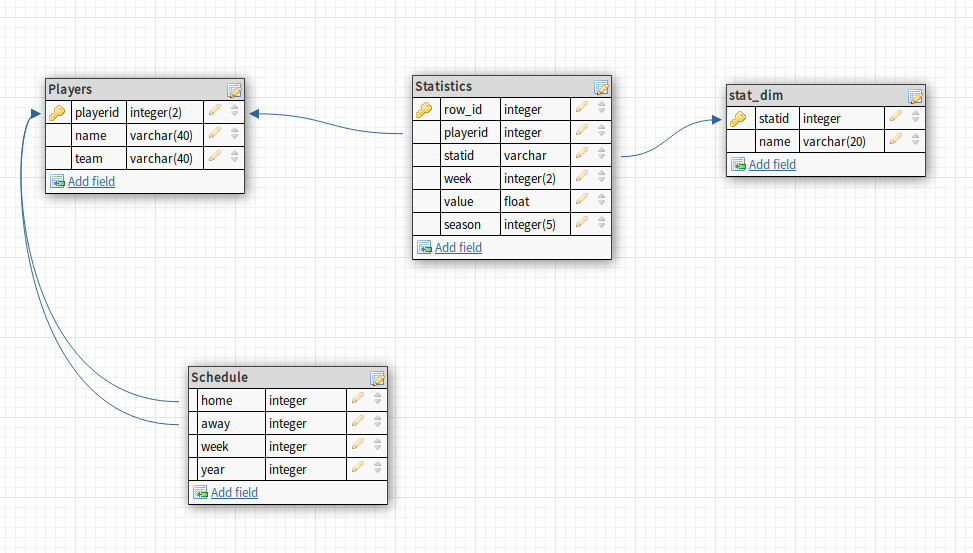 Players
playerid integer(2)
name varchar(40)
team varchar(40)
Add field
Statistics
row_id integer
playerid integer
statid varchar
week integer(2)
value float
season integer(5)
Add field
stat_dim
statid integer
name varchar(20)
Add field
Schedule
home integer
away integer
week integer
year integer
Add field